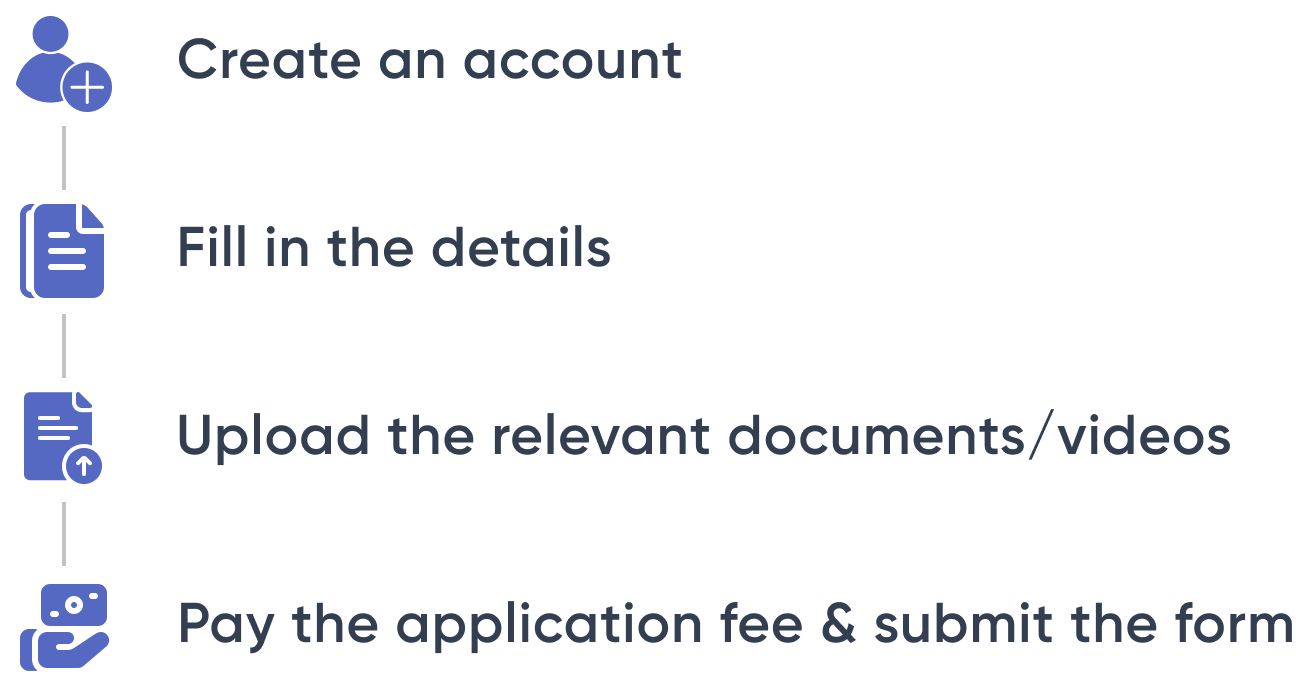 Create an account
Fill in the details
Upload the relevant documents/videos
Pay the application fee & submit the form